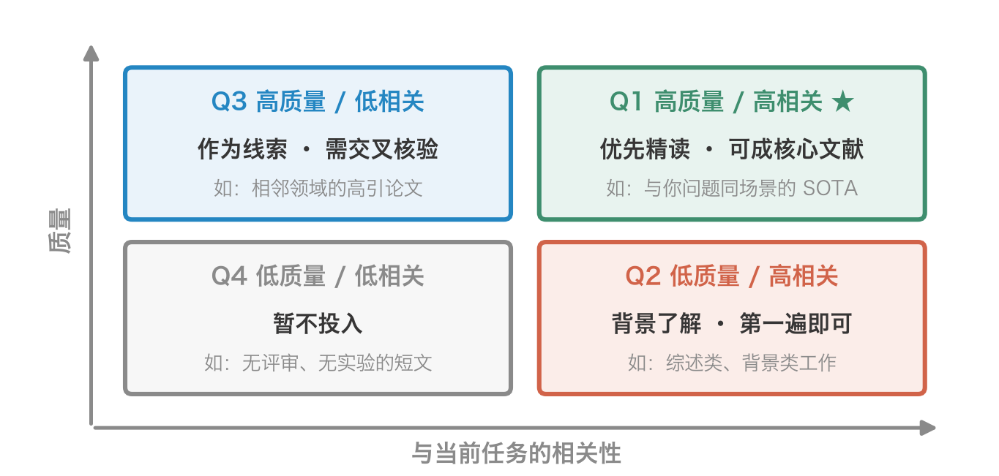 Q3 高质量 / 低相关
作为线索 · 需交叉核验
如：相邻领域的高引论文
Q1 高质量 / 高相关 ★
优先精读 · 可成核心文献
如：与你问题同场景的 SOTA
质量
Q4 低质量 / 低相关
暂不投入
如：无评审、无实验的短文
Q2 低质量 / 高相关
背景了解 · 第一遍即可
如：综述类、背景类工作
与当前任务的相关性